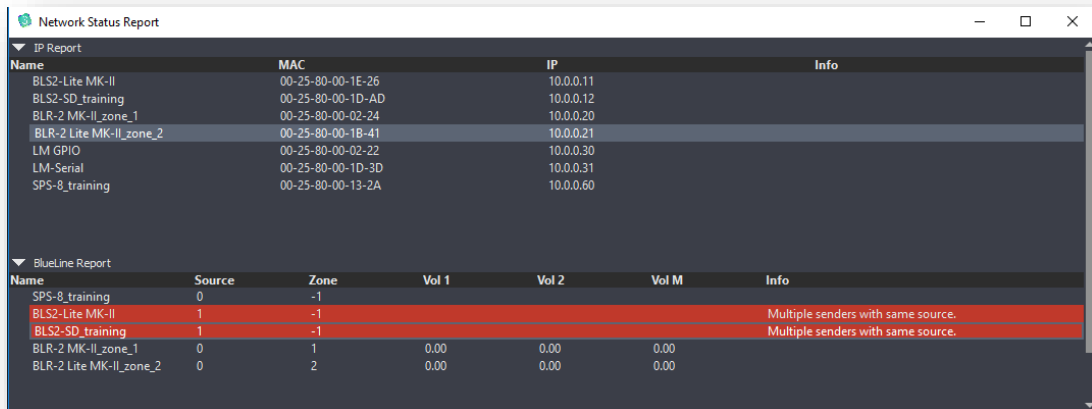 Network Status Report
IP Report
Name MAC IP Info
BLS2-Lite MK-II 00-25-80-00-1E-26 10.0.0.11
BLS2-SD_training 00-25-80-00-1D-AD 10.0.0.12
BLR-2 MK-II_zone_1 00-25-80-00-02-24 10.0.0.20
BLR-2 Lite MK-II_zone_2 00-25-80-00-1B-41 10.0.0.21
LM GPIO 00-25-80-00-02-22 10.0.0.30
LM-Serial 00-25-80-00-1D-3D 10.0.0.31
SPS-8_training 00-25-80-00-13-2A 10.0.0.60
BlueLine Report
Name Source Zone Vol 1 Vol 2 Vol M Info
SPS-8_training 0 -1
BLS2-Lite MK-II 1 -1 Multiple senders with same source.
BLS2-SD_training 1 -1 Multiple senders with same source.
BLR-2 MK-II_zone_1 0 1 0.00 0.00 0.00
BLR-2 Lite MK-II_zone_2 0 2 0.00 0.00 0.00